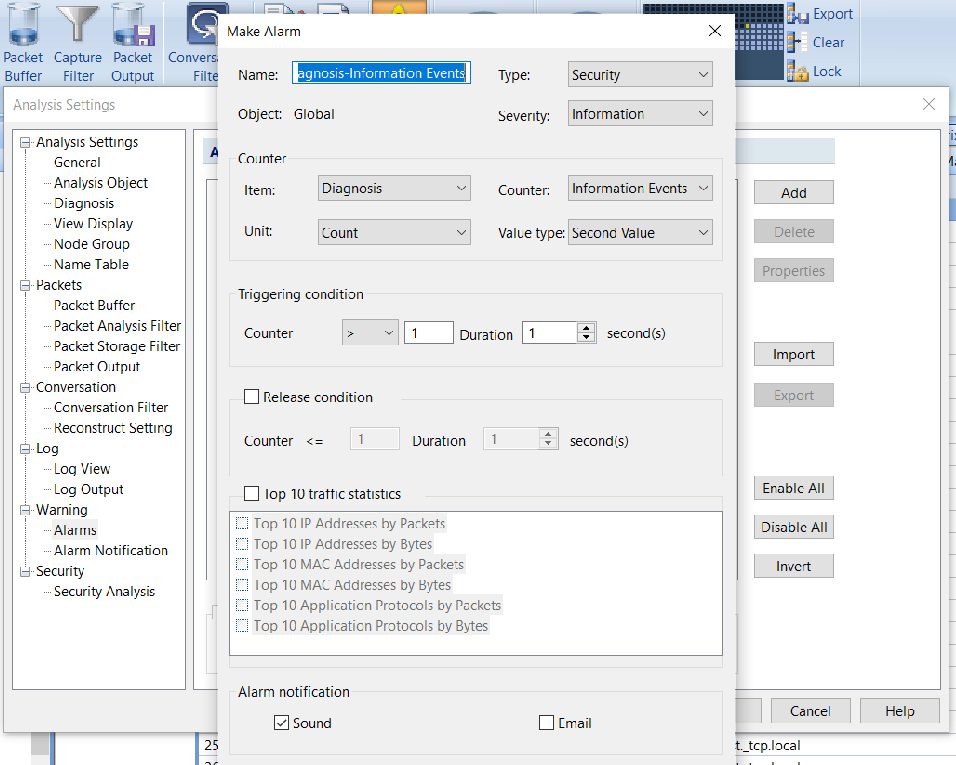 Packet Buffer
Capture Filter
Packet Output
Export
Clear
Lock
Make Alarm
Name: agnosis-Information Events
Type: Security
Object: Global
Severity: Information
Counter
Item: Diagnosis
Counter: Information Events
Unit: Count
Value type: Second Value
Triggering condition
Counter > 1 Duration 1 second(s)
Release condition
Counter <= 1 Duration 1 second(s)
Top 10 traffic statistics
Top 10 IP Addresses by Packets
Top 10 IP Addresses by Bytes
Top 10 MAC Addresses by Packets
Top 10 MAC Addresses by Bytes
Top 10 Application Protocols by Packets
Top 10 Application Protocols by Bytes
Alarm notification
Sound
Email
Analysis Settings
Analysis Settings
General
Analysis Object
Diagnosis
View Display
Node Group
Name Table
Packets
Packet Buffer
Packet Analysis Filter
Packet Storage Filter
Packet Output
Conversation
Conversation Filter
Reconstruct Setting
Log
Log View
Log Output
Warning
Alarms
Alarm Notification
Security
Security Analysis
Add
Delete
Properties
Import
Export
Enable All
Disable All
Invert
Cancel
Help
25
t._tcp.local